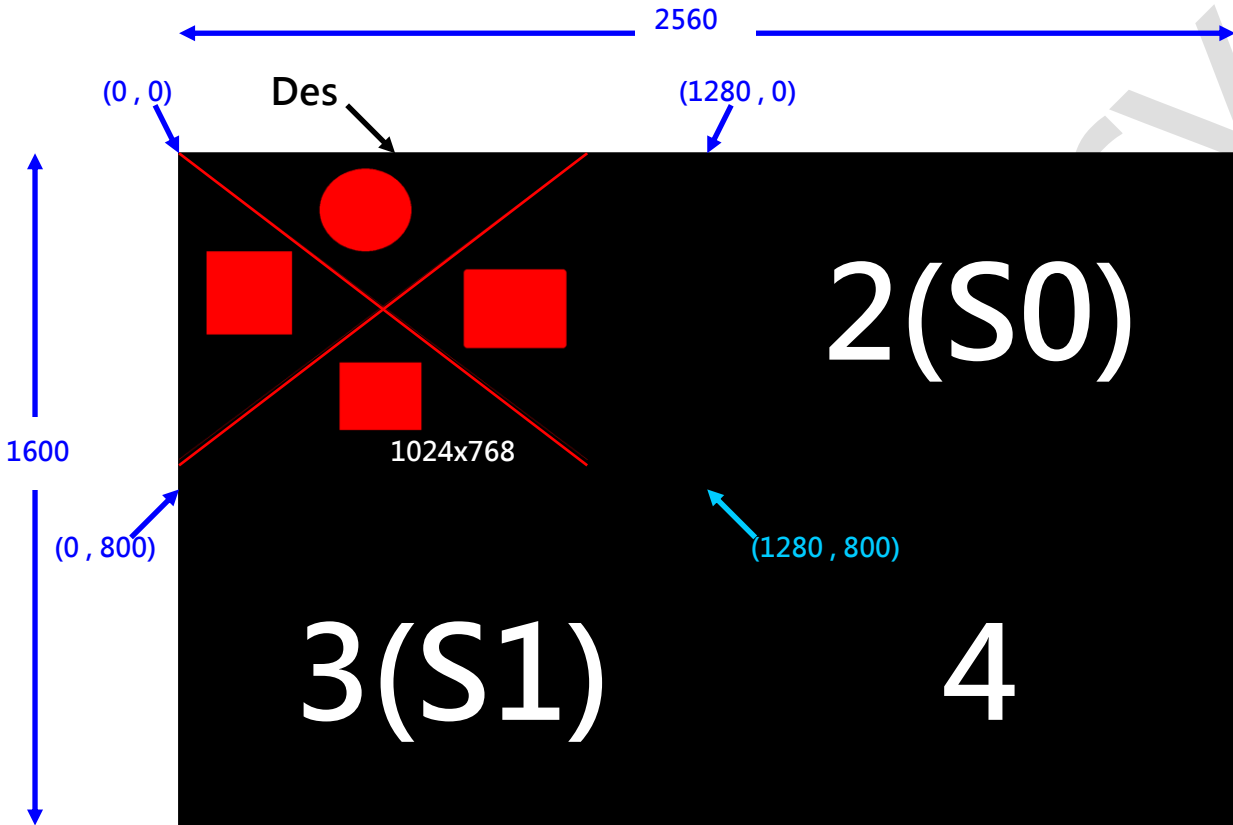 2560
(0 , 0)
Des
(1280 , 0)
2(S0)
1024x768
1600
(0 , 800)
(1280 , 800)
3(S1)
4